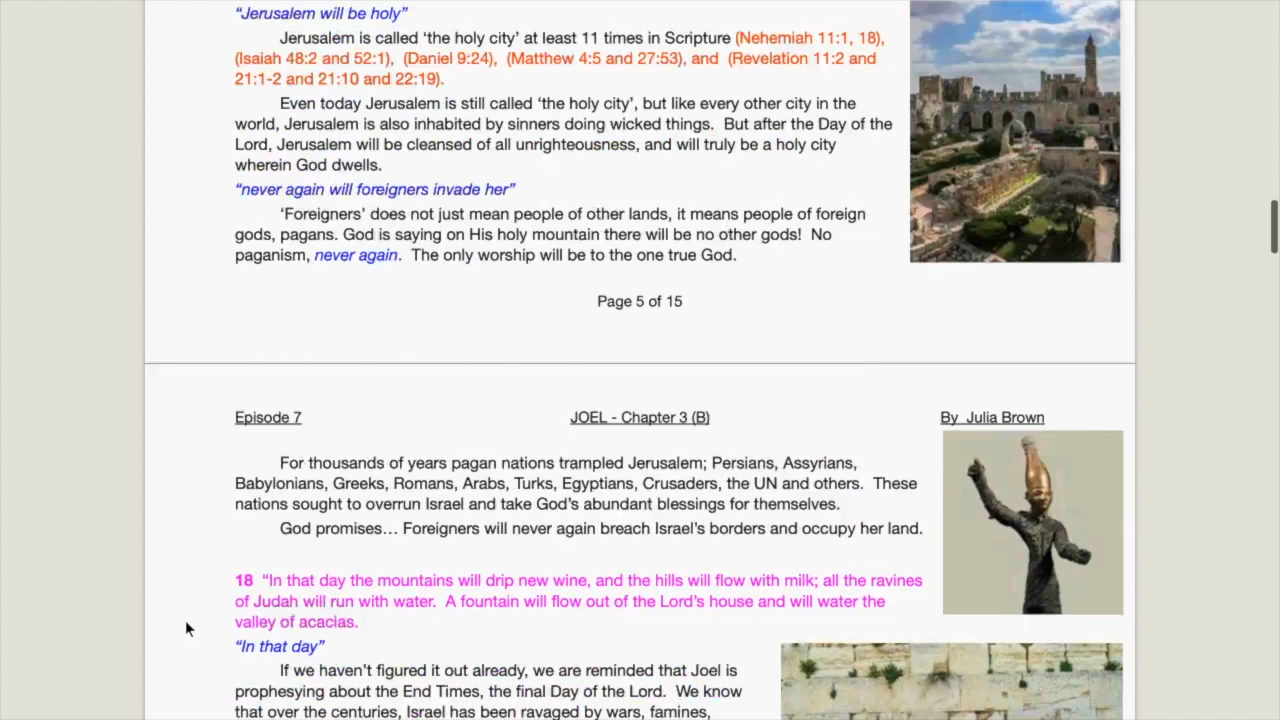 “Jerusalem will be holy”
Jerusalem is called ‘the holy city’ at least 11 times in Scripture (Nehemiah 11:1, 18),
(Isaiah 48:2 and 52:1),  (Daniel 9:24),  (Matthew 4:5 and 27:53), and  (Revelation 11:2 and
21:1-2 and 21:10 and 22:19).
Even today Jerusalem is still called ‘the holy city’, but like every other city in the
world, Jerusalem is also inhabited by sinners doing wicked things.  But after the Day of the
Lord, Jerusalem will be cleansed of all unrighteousness, and will truly be a holy city
wherein God dwells.
“never again will foreigners invade her”
‘Foreigners’ does not just mean people of other lands, it means people of foreign
gods, pagans. God is saying on His holy mountain there will be no other gods!  No
paganism, never again.  The only worship will be to the one true God.
Page 5 of 15
Episode 7 JOEL - Chapter 3 (B) By  Julia Brown
For thousands of years pagan nations trampled Jerusalem; Persians, Assyrians,
Babylonians, Greeks, Romans, Arabs, Turks, Egyptians, Crusaders, the UN and others.  These
nations sought to overrun Israel and take God’s abundant blessings for themselves.
God promises… Foreigners will never again breach Israel’s borders and occupy her land.
18  “In that day the mountains will drip new wine, and the hills will flow with milk; all the ravines
of Judah will run with water.  A fountain will flow out of the Lord’s house and will water the
valley of acacias.
“In that day”
If we haven’t figured it out already, we are reminded that Joel is
prophesying about the End Times, the final Day of the Lord.  We know
that over the centuries, Israel has been ravaged by wars, famines,